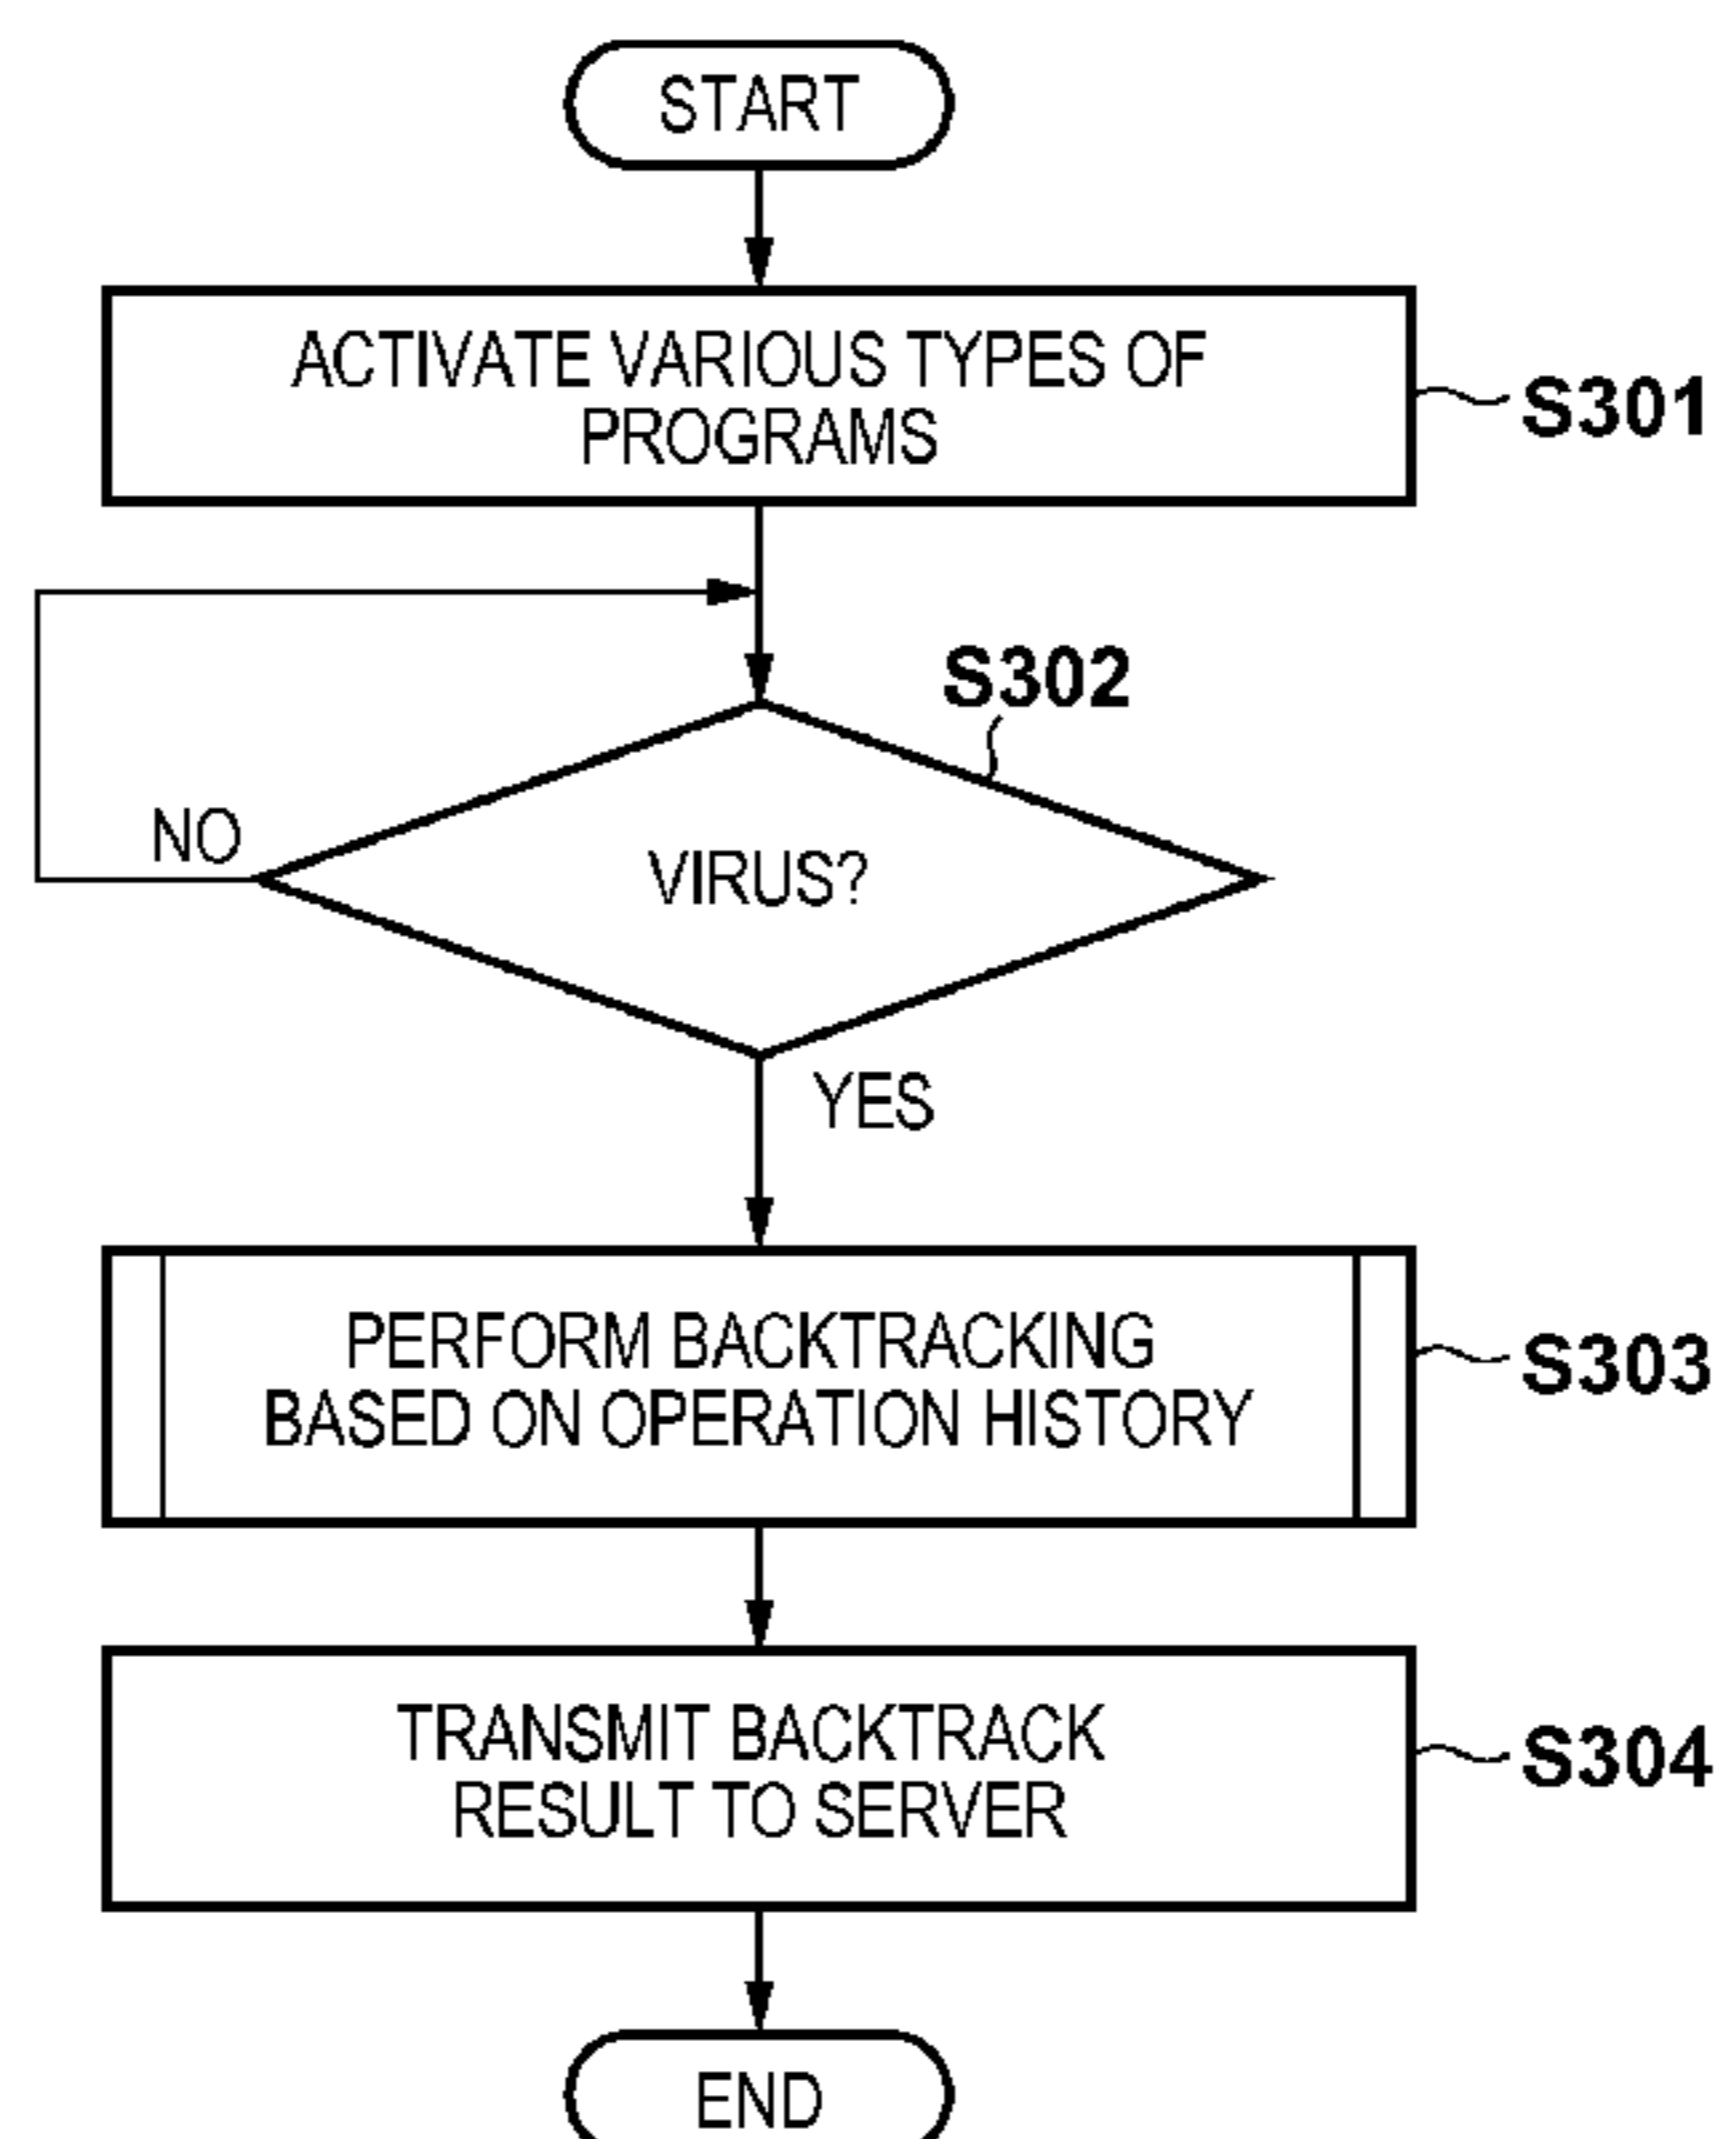 START
ACTIVATE VARIOUS TYPES OF
PROGRAMS
S301
S302
NO
VIRUS?
YES
PERFORM BACKTRACKING
BASED ON OPERATION HISTORY
S303
TRANSMIT BACKTRACK
RESULT TO SERVER
S304
END